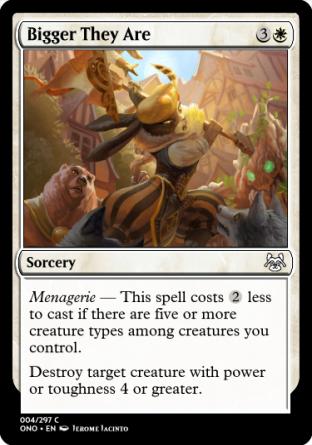 Bigger They Are 3
Sorcery
Menagerie — This spell costs 2 less
to cast if there are five or more
creature types among creatures you
control.
Destroy target creature with power
or toughness 4 or greater.
004/297 C
ONO • EN Jerome Jacinto